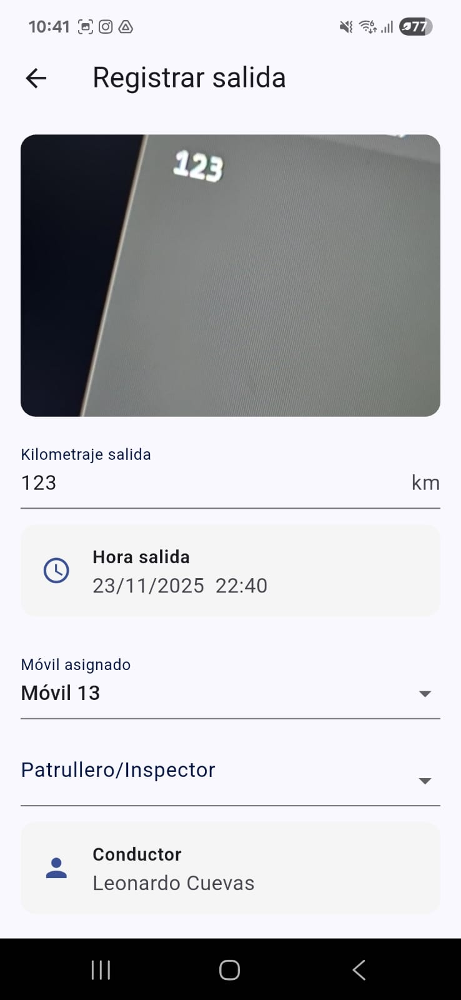 10:41
77
Registrar salida
123
Kilometraje salida
123 km
Hora salida
23/11/2025 22:40
Móvil asignado
Móvil 13
Patrullero/Inspector
Conductor
Leonardo Cuevas